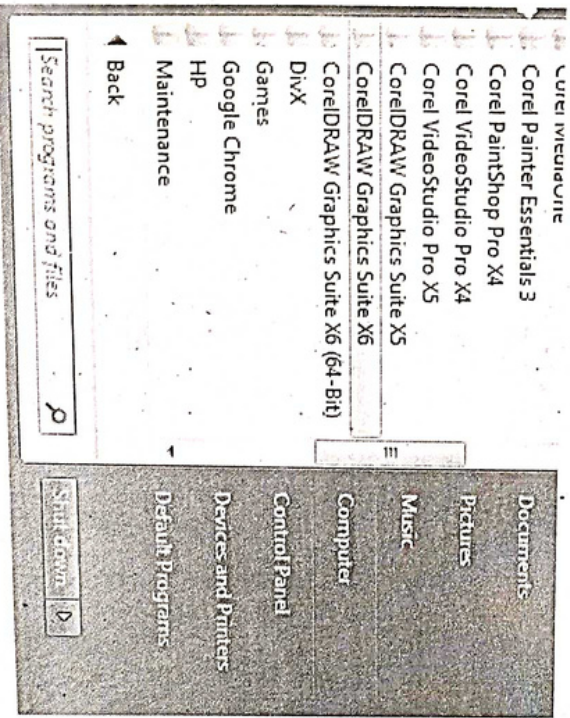 Corel MediaOne
Corel Painter Essentials 3
Corel PaintShop Pro X4
Corel VideoStudio Pro X4
Corel VideoStudio Pro X5
CorelDRAW Graphics Suite X5
CorelDRAW Graphics Suite X6
CorelDRAW Graphics Suite X6 (64-Bit)
DivX
Games
Google Chrome
HP
Maintenance
Back
Search programs and files
Documents
Pictures
Music
Computer
Control Panel
Devices and Printers
Default Programs
Shut down